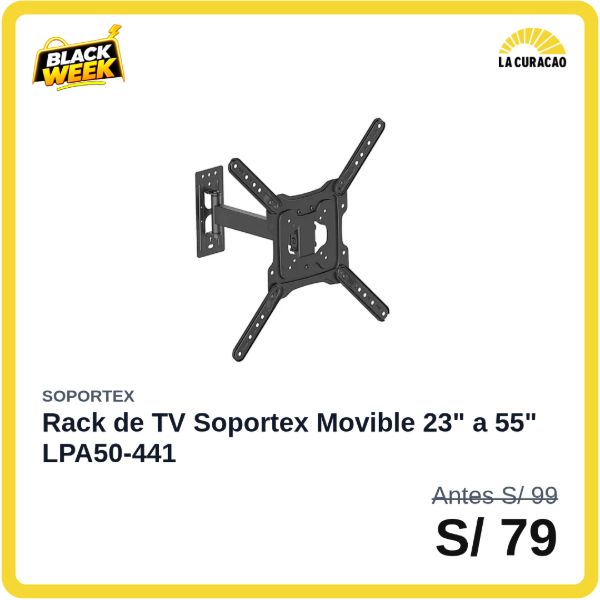 BLACK
WEEK
LA CURACAO
SOPORTEX
Rack de TV Soportex Movible 23" a 55"
LPA50-441
Antes S/ 99
S/ 79